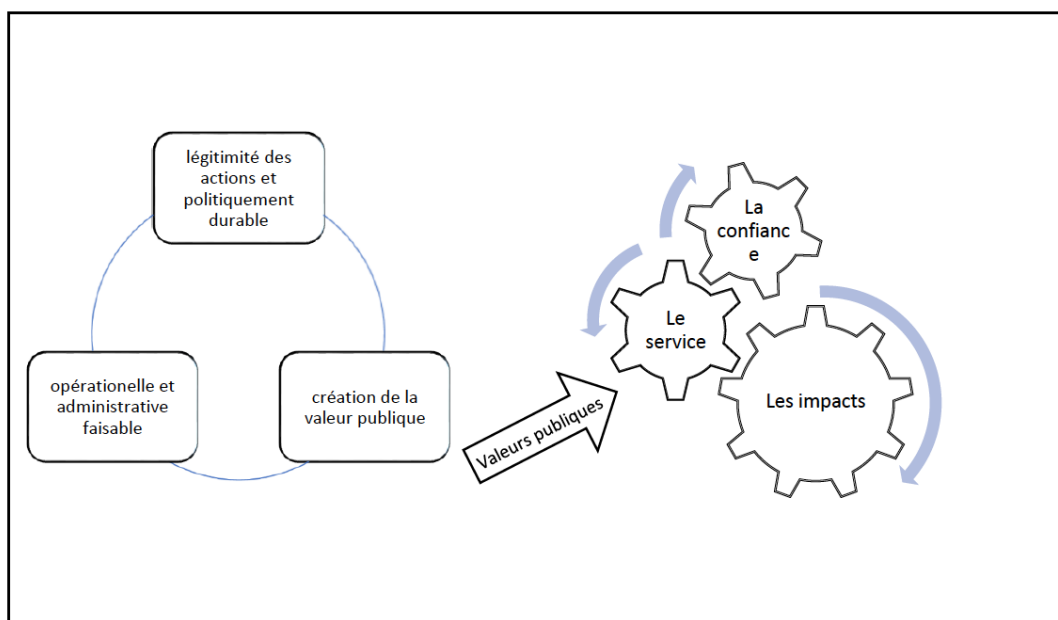 légitimité des
actions et
politiquement
durable
opérationelle et
administrative
faisable
création de la
valeur publique
Valeurs publiques
La
confianc
e
Le
service
Les impacts